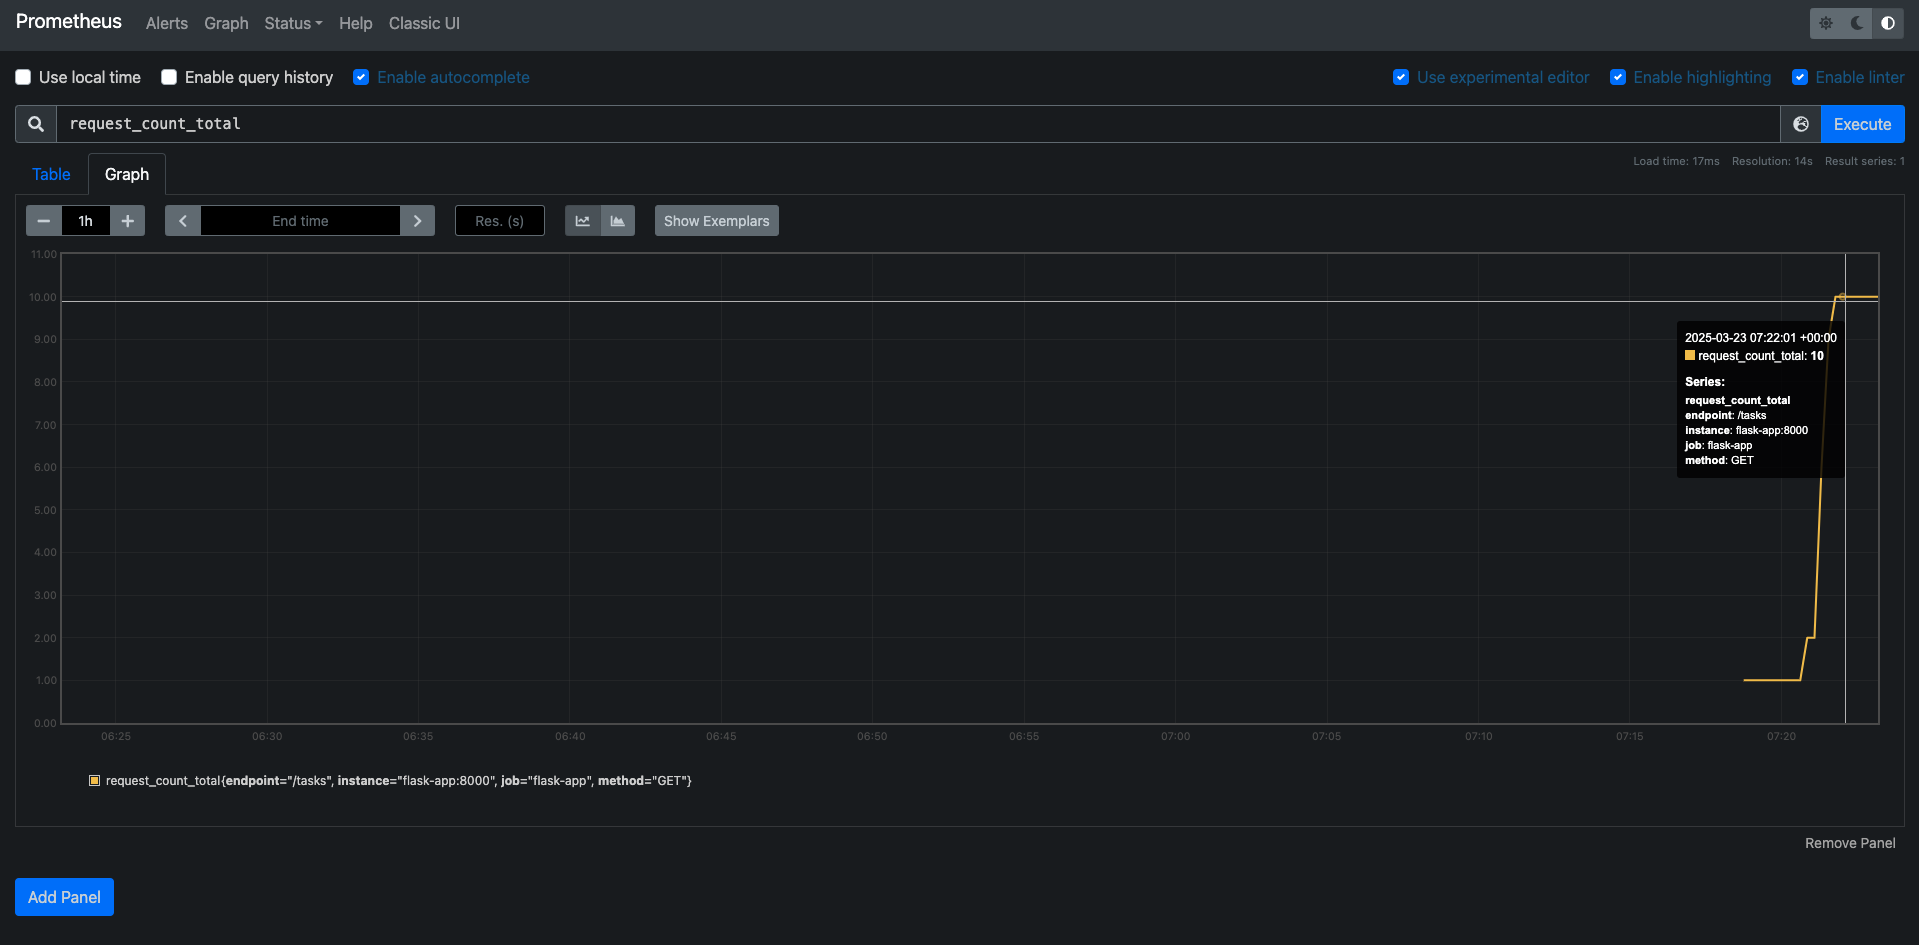 Prometheus Alerts Graph Status Help Classic UI
Use local time Enable query history Enable autocomplete Use experimental editor Enable highlighting Enable linter
request_count_total Execute
Load time: 17ms Resolution: 14s Result series: 1
Table Graph
1h End time Res. (s) Show Exemplars
11.00
10.00
9.00
8.00
7.00
6.00
5.00
4.00
3.00
2.00
1.00
0.00
2025-03-23 07:22:01 +00:00
request_count_total: 10
Series:
request_count_total
endpoint: /tasks
instance: flask-app:8000
job: flask-app
method: GET
06:25 06:30 06:35 06:40 06:45 06:50 06:55 07:00 07:05 07:10 07:15 07:20
request_count_total{endpoint="/tasks", instance="flask-app:8000", job="flask-app", method="GET"}
Remove Panel
Add Panel